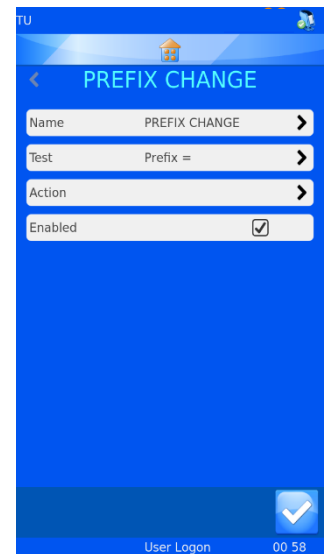 TU
PREFIX CHANGE
Name PREFIX CHANGE
Test Prefix =
Action
Enabled
User Logon 00 58